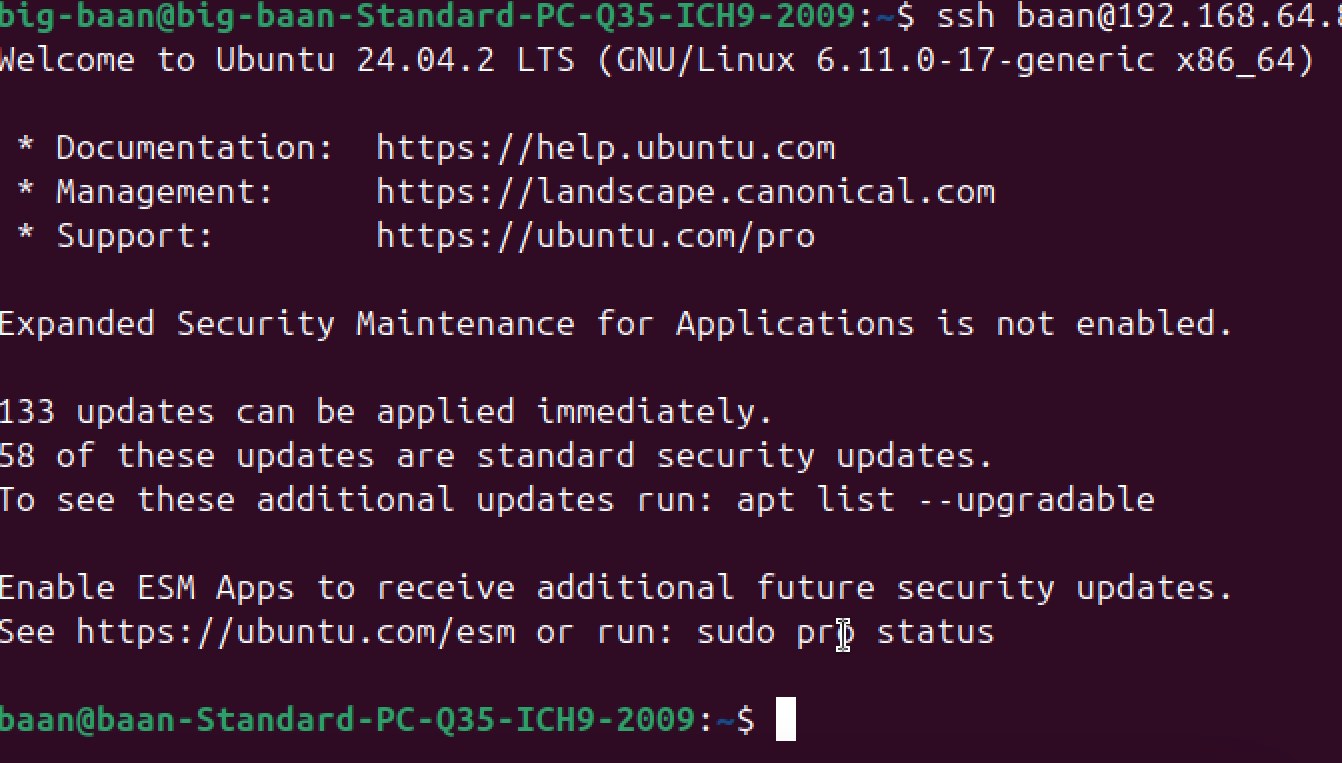 big-baan@big-baan-Standard-PC-Q35-ICH9-2009:~$ ssh baan@192.168.64.8
Welcome to Ubuntu 24.04.2 LTS (GNU/Linux 6.11.0-17-generic x86_64)
* Documentation:  https://help.ubuntu.com
* Management:     https://landscape.canonical.com
* Support:        https://ubuntu.com/pro
Expanded Security Maintenance for Applications is not enabled.
133 updates can be applied immediately.
58 of these updates are standard security updates.
To see these additional updates run: apt list --upgradable
Enable ESM Apps to receive additional future security updates.
See https://ubuntu.com/esm or run: sudo pro status
baan@baan-Standard-PC-Q35-ICH9-2009:~$